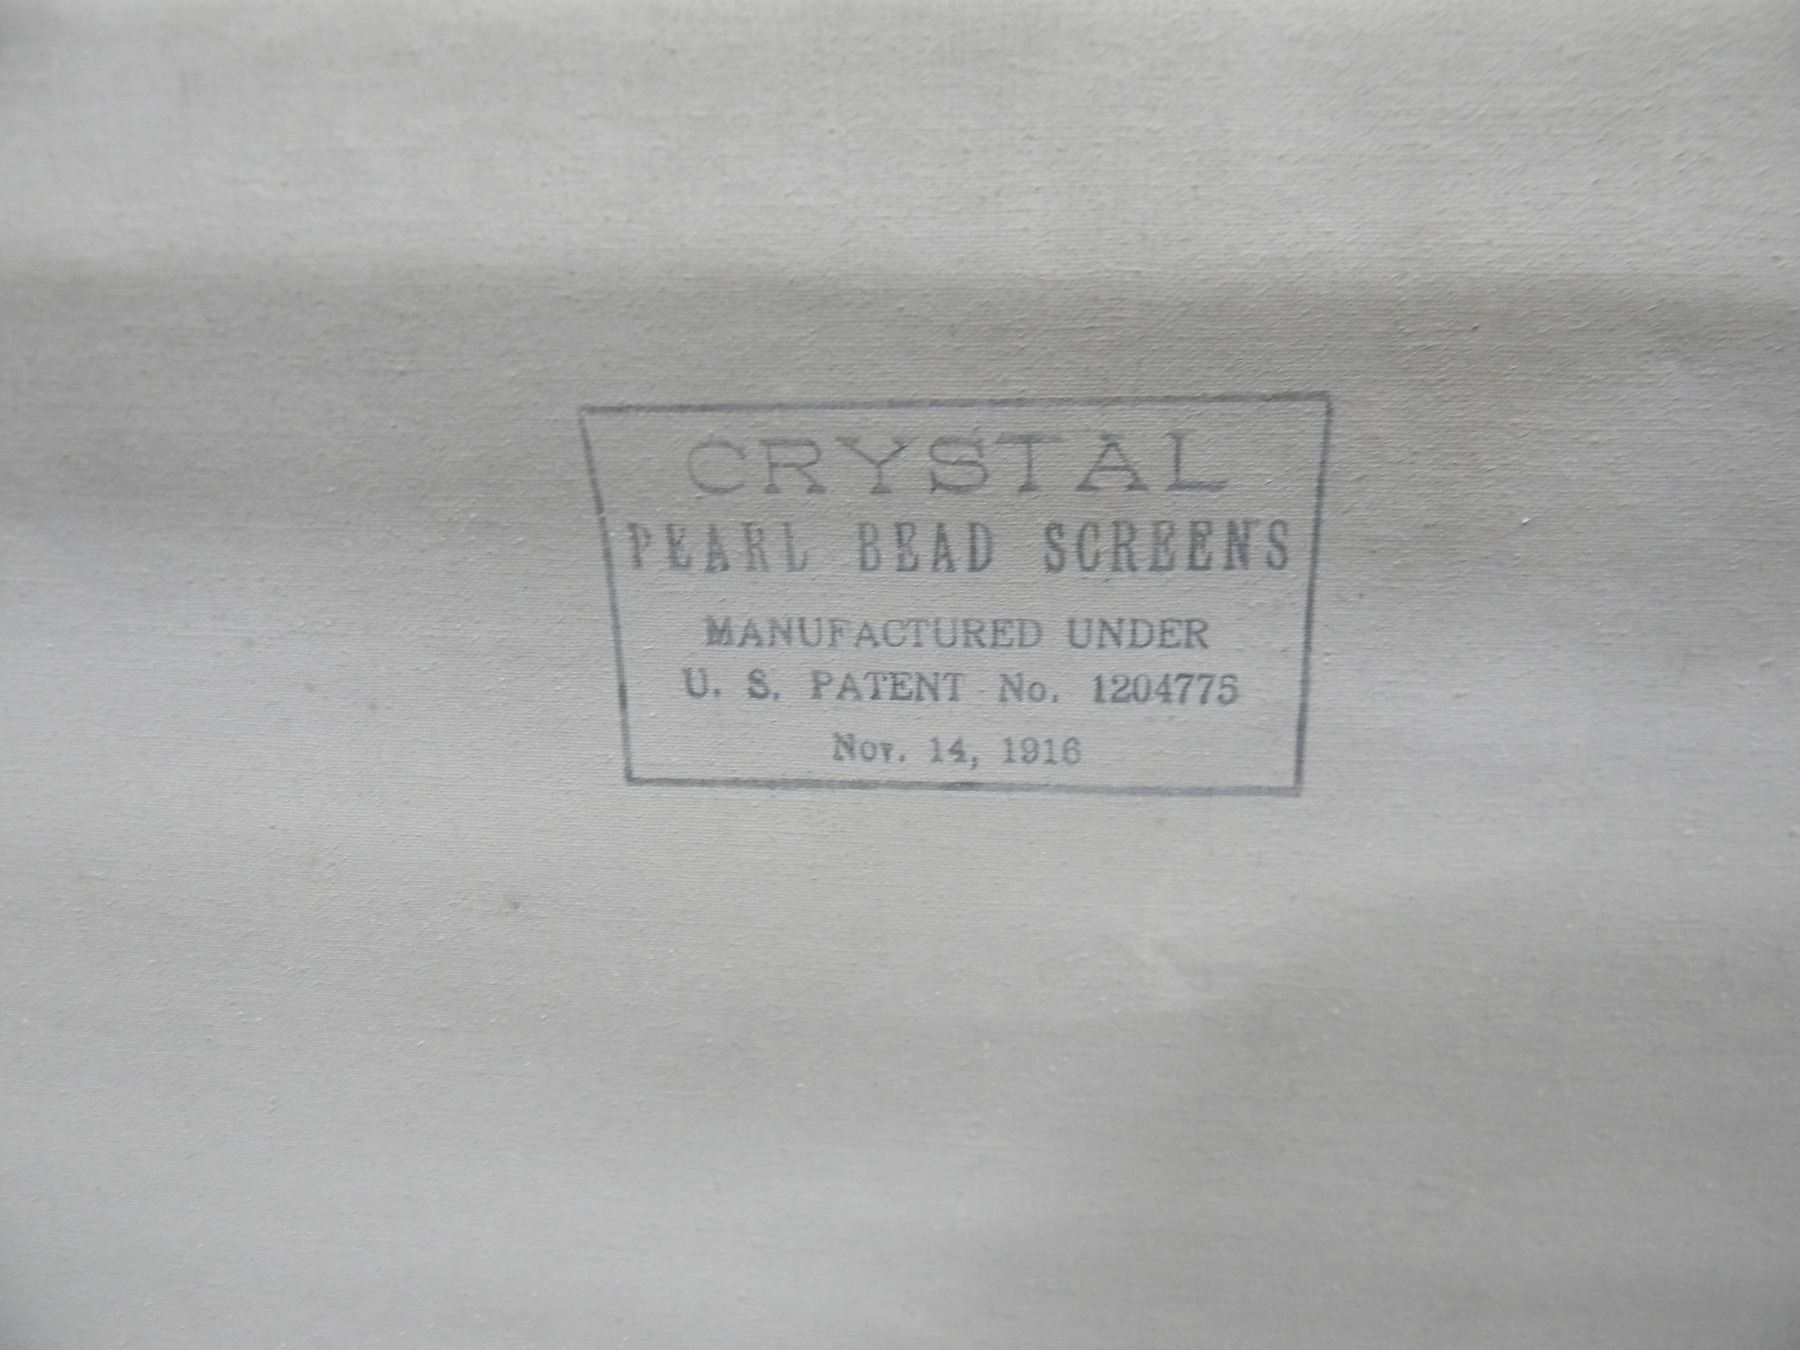 CRYSTAL
PEARL BEAD SCREENS
MANUFACTURED UNDER
U. S. PATENT No. 1204775
Nov. 14, 1916